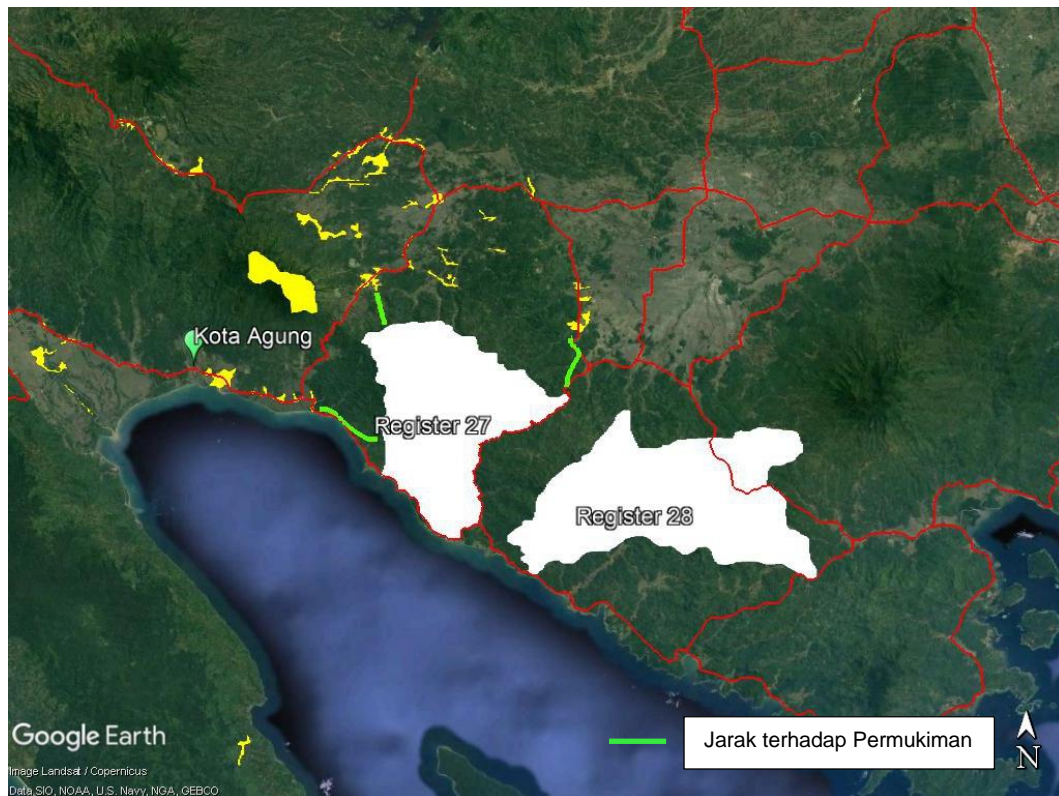 Kota Agung
Register 27
Register 28
Google Earth
Jarak terhadap Permukiman
N
Image Landsat / Copernicus
Data SIO, NOAA, U.S. Navy, NGA, GEBCO